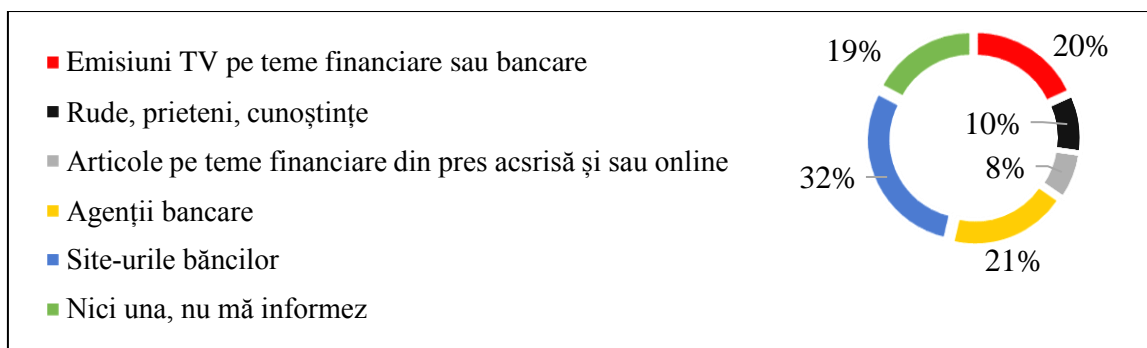 Emisiuni TV pe teme financiare sau bancare
Rude, prieteni, cunoștințe
Articole pe teme financiare din pres acsrisă și sau online
Agenții bancare
Site-urile băncilor
Nici una, nu mă informez
19%
20%
10%
8%
32%
21%